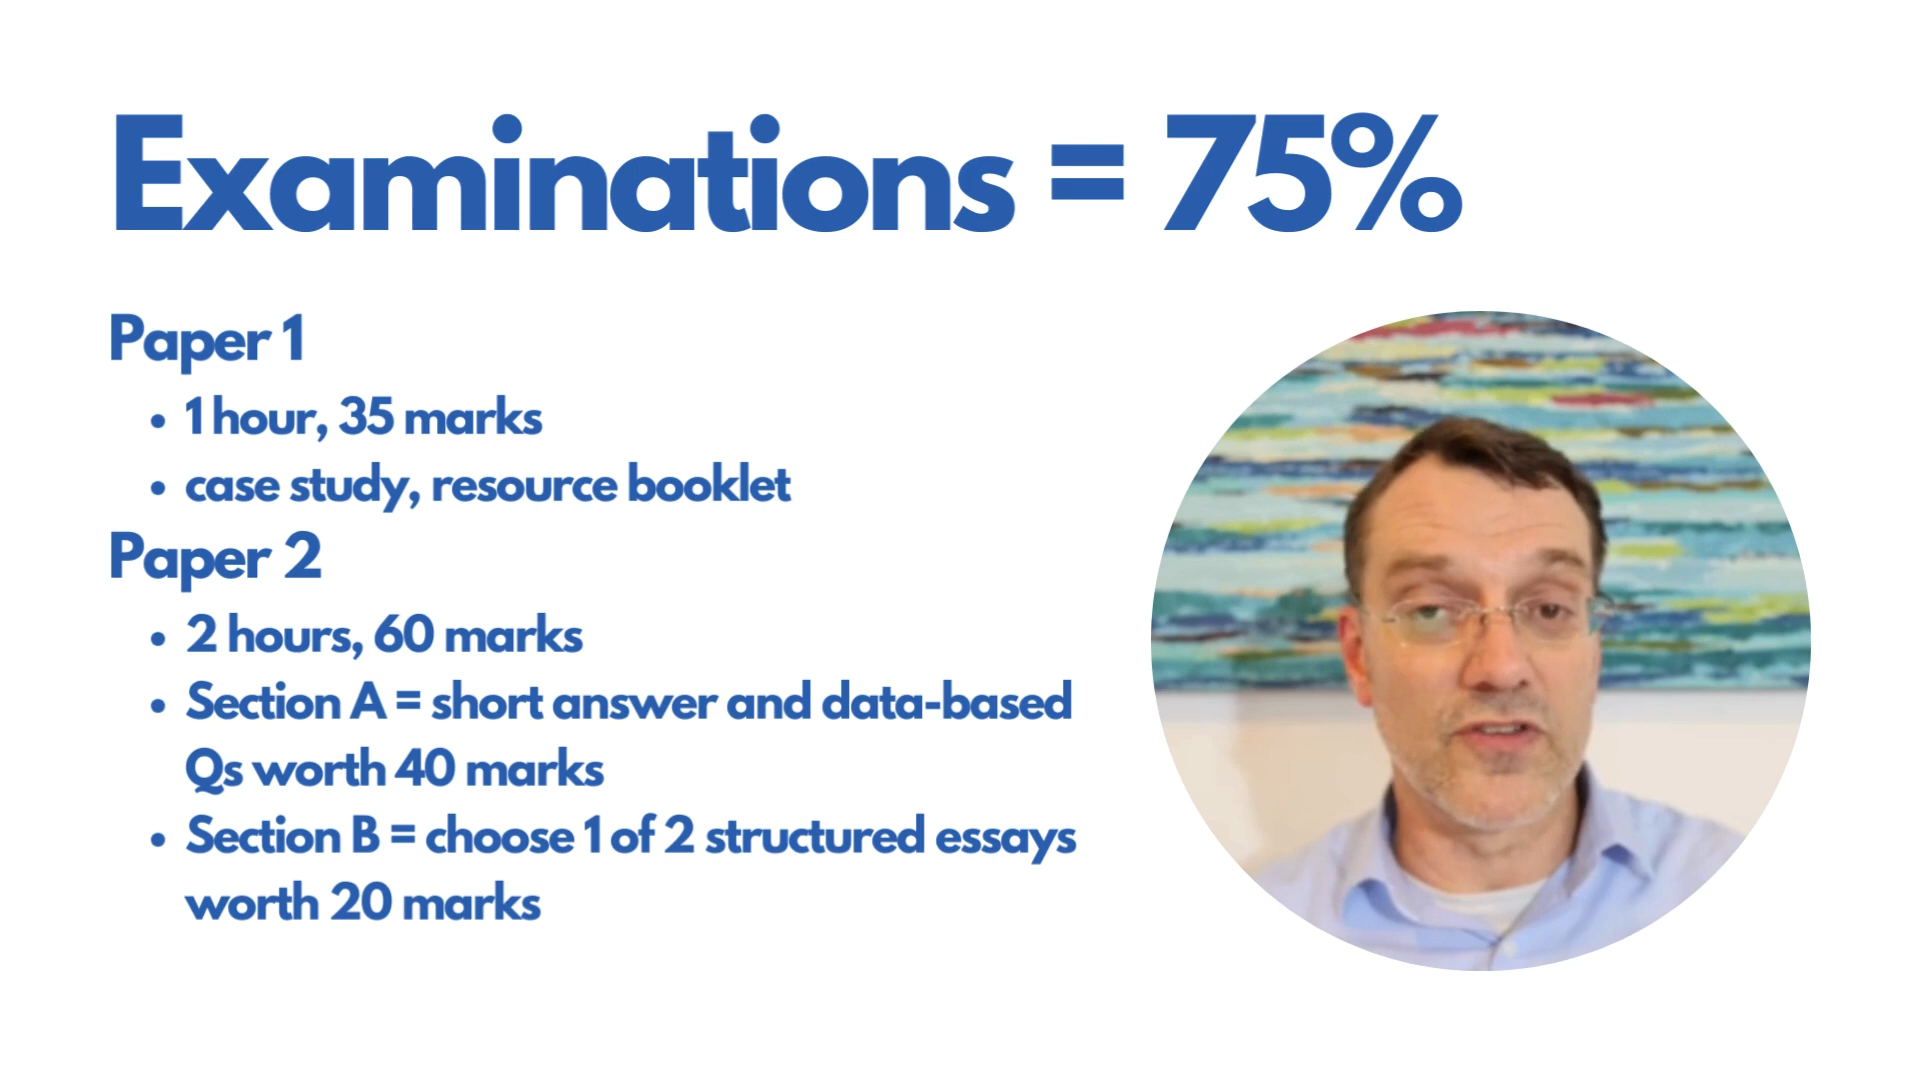 Examinations = 75%
Paper 1
• 1 hour, 35 marks
• case study, resource booklet
Paper 2
• 2 hours, 60 marks
• Section A = short answer and data-based
Qs worth 40 marks
• Section B = choose 1 of 2 structured essays
worth 20 marks